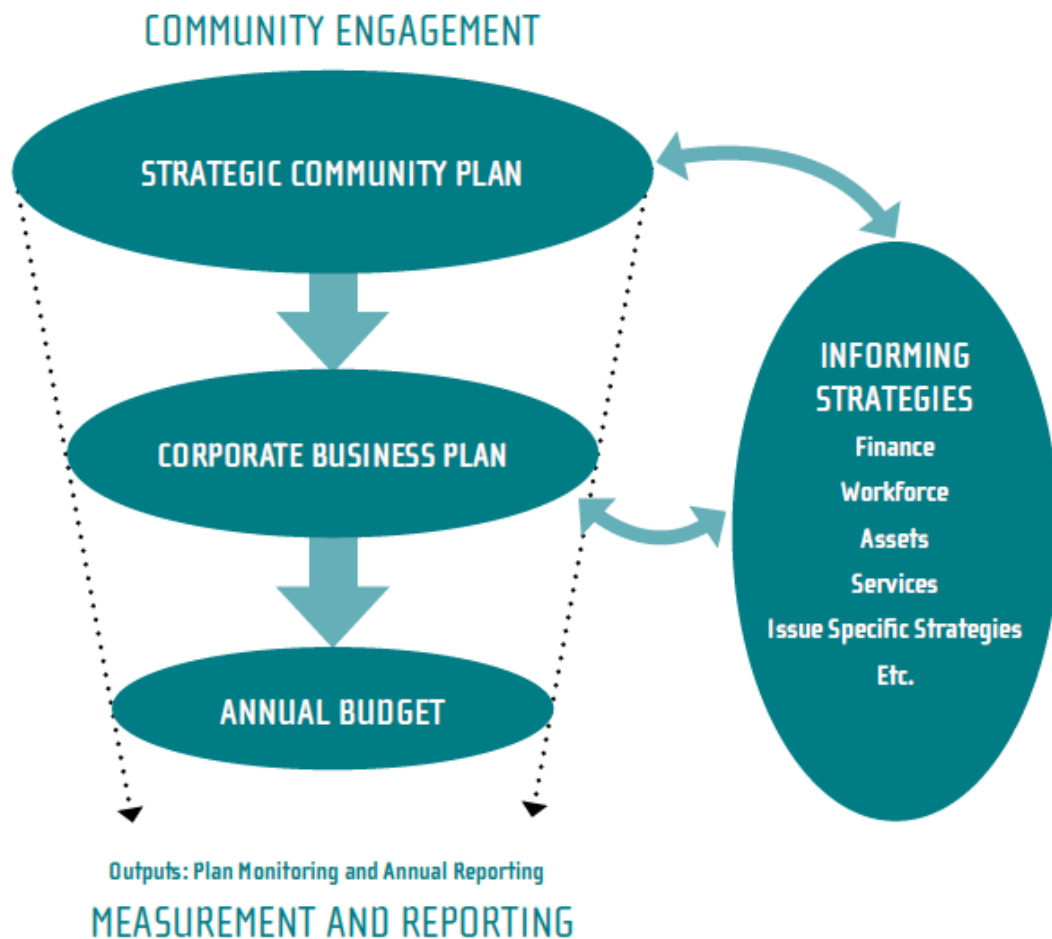 COMMUNITY ENGAGEMENT
STRATEGIC COMMUNITY PLAN
CORPORATE BUSINESS PLAN
ANNUAL BUDGET
INFORMING
STRATEGIES
Finance
Workforce
Assets
Services
Issue Specific Strategies
Etc.
Outputs: Plan Monitoring and Annual Reporting
MEASUREMENT AND REPORTING